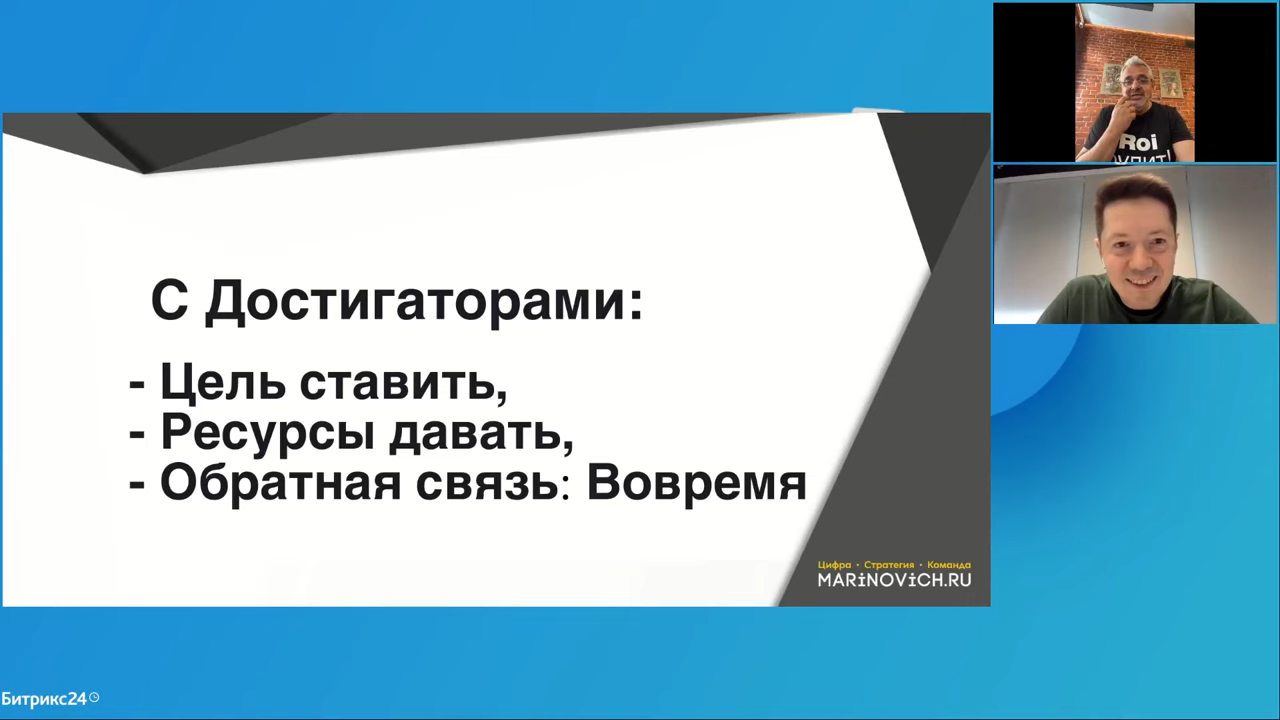 С Достигаторами:
- Цель ставить,
- Ресурсы давать,
- Обратная связь: Вовремя
Цифра • Стратегия • Команда
MARiNOViCH.RU
Roi
Битрикс24